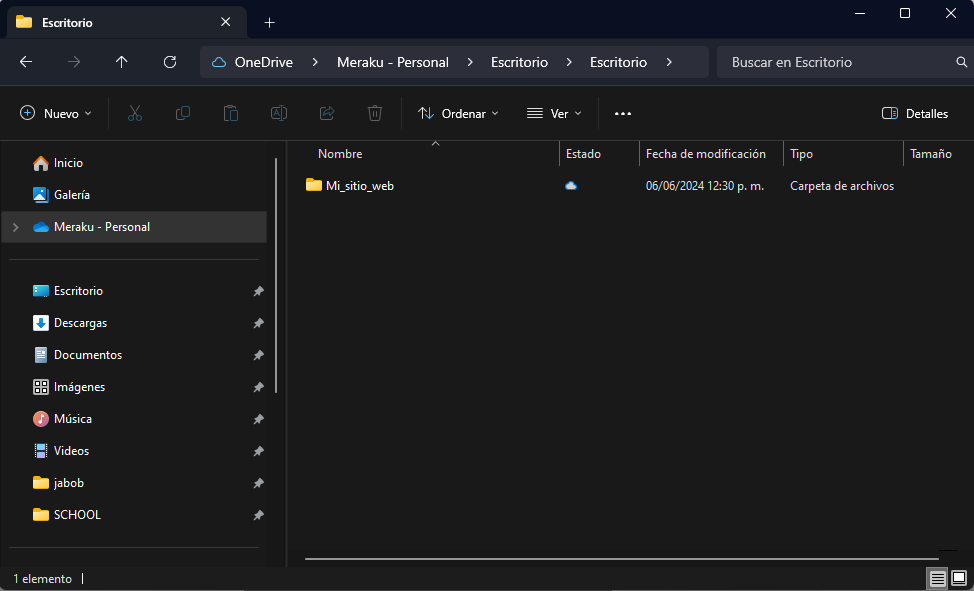 Escritorio
OneDrive > Meraku - Personal > Escritorio > Escritorio >
Buscar en Escritorio
Nuevo
Ordenar
Ver
Detalles
Inicio
Galería
Meraku - Personal
Escritorio
Descargas
Documentos
Imágenes
Música
Videos
jabob
SCHOOL
Nombre Estado Fecha de modificación Tipo Tamaño
Mi_sitio_web 06/06/2024 12:30 p. m. Carpeta de archivos
1 elemento